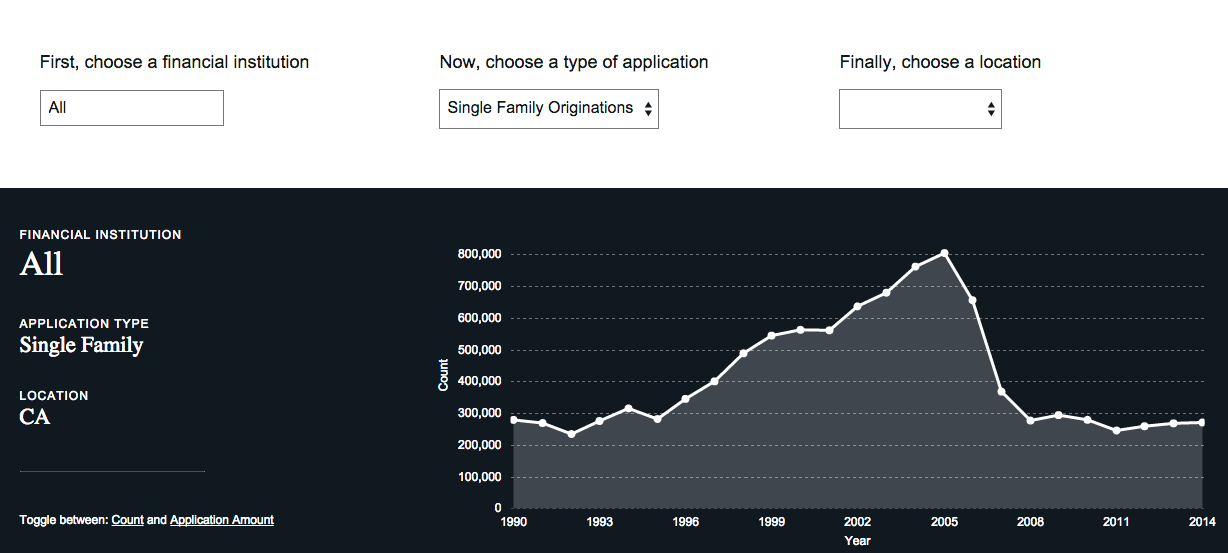 First, choose a financial institution
Now, choose a type of application
Finally, choose a location
All
Single Family Originations
FINANCIAL INSTITUTION
All
APPLICATION TYPE
Single Family
LOCATION
CA
Toggle between: Count and Application Amount
Count
800,000
700,000
600,000
500,000
400,000
300,000
200,000
100,000
0
1990 1993 1996 1999 2002 2005 2008 2011 2014
Year